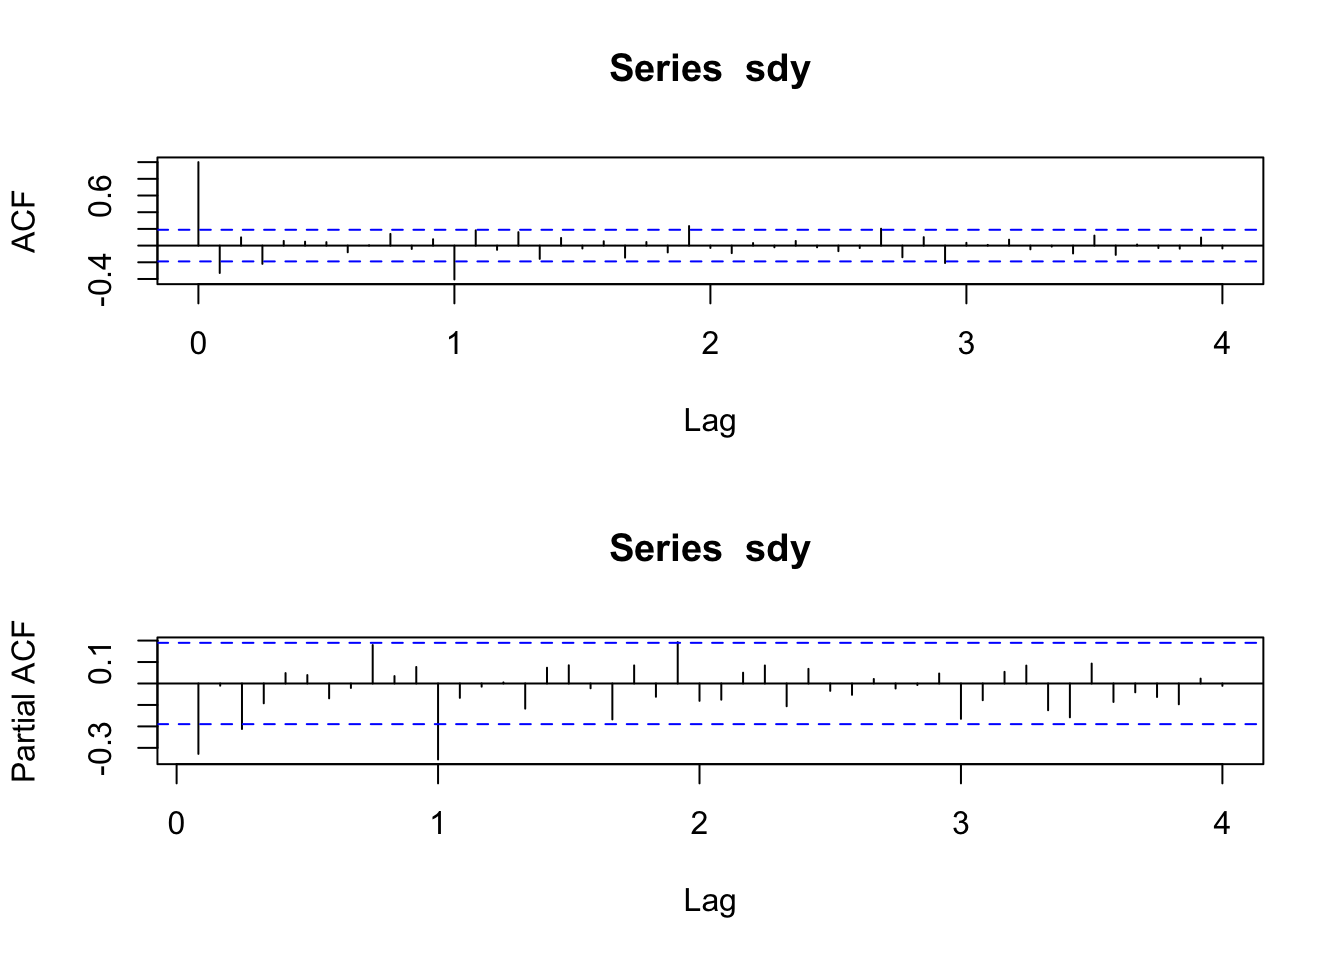 Series  sdy
ACF
-0.4 0.6
0 1 2 3 4
Lag
Series  sdy
Partial ACF
-0.3 0.1
0 1 2 3 4
Lag